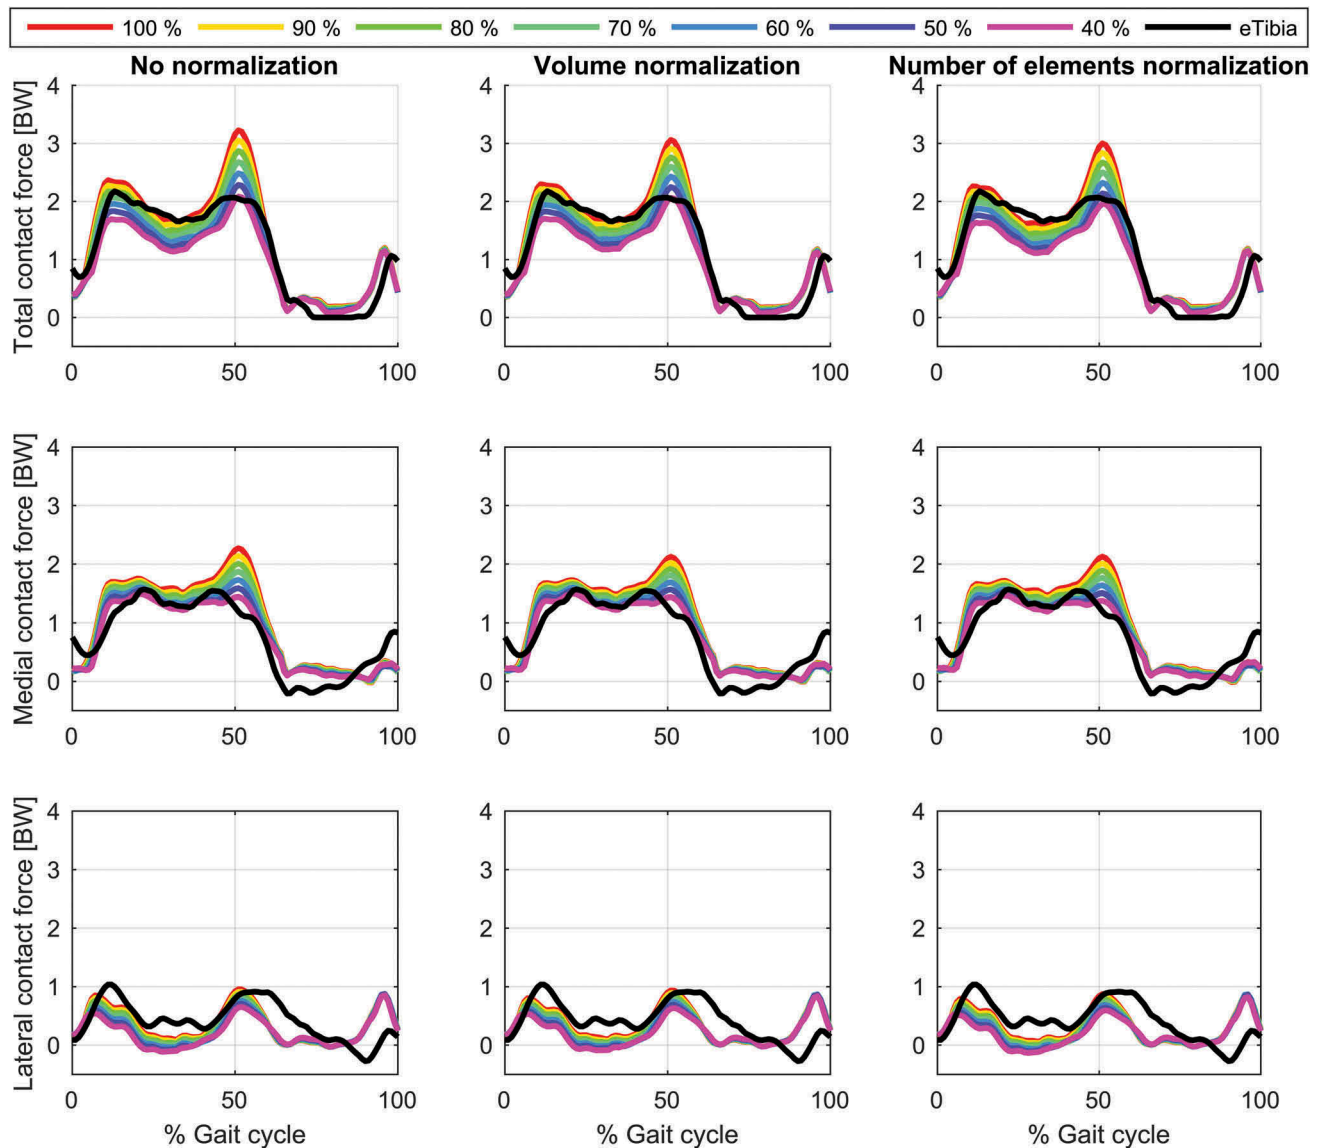 100 % 90 % 80 % 70 % 60 % 50 % 40 % eTibia
No normalization Volume normalization Number of elements normalization
Total contact force [BW]
4 4 4
3 3 3
2 2 2
1 1 1
0 0 0
0 50 100 0 50 100 0 50 100
Medial contact force [BW]
4 4 4
3 3 3
2 2 2
1 1 1
0 0 0
0 50 100 0 50 100 0 50 100
Lateral contact force [BW]
4 4 4
3 3 3
2 2 2
1 1 1
0 0 0
0 50 100 0 50 100 0 50 100
% Gait cycle % Gait cycle % Gait cycle